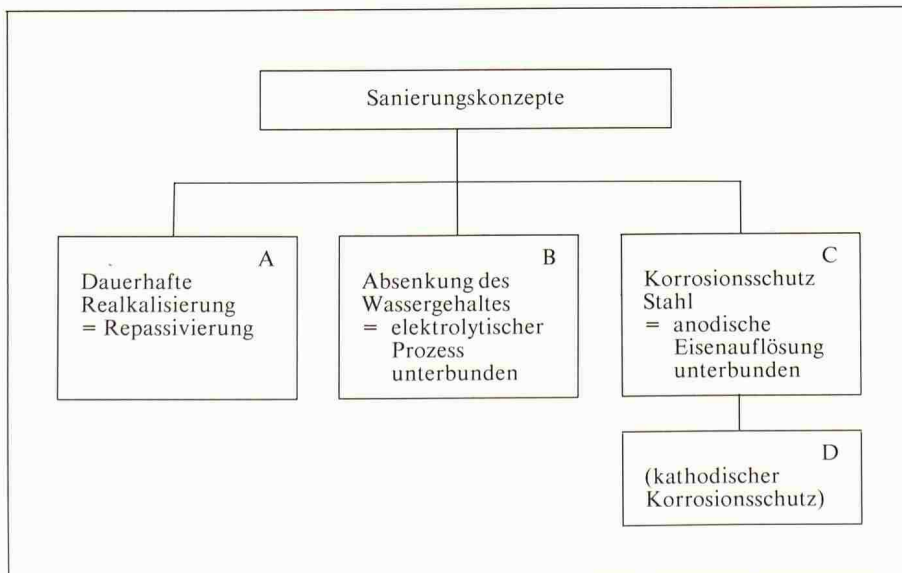 Sanierungskonzepte
A
Dauerhafte
Realkalisierung
= Repassivierung
B
Absenkung des
Wassergehaltes
= elektrolytischer
Prozess
unterbunden
C
Korrosionsschutz
Stahl
= anodische
Eisenauflösung
unterbunden
D
(kathodischer
Korrosionsschutz)